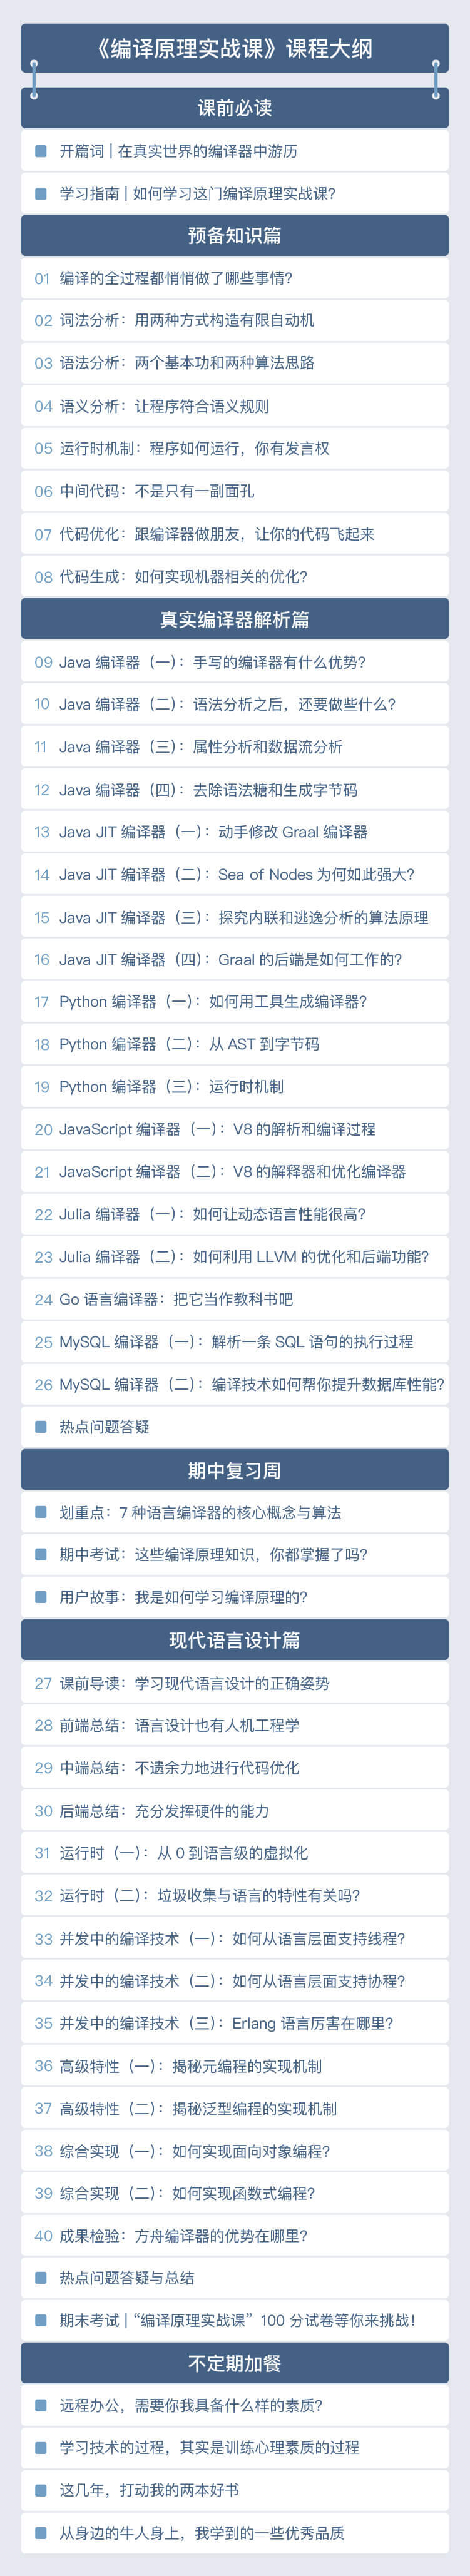 《编译原理实战课》课程大纲
课前必读
开篇词 | 在真实世界的编译器中游历
学习指南 | 如何学习这门编译原理实战课？
预备知识篇
01 编译的全过程都悄悄做了哪些事情？
02 词法分析：用两种方式构造有限自动机
03 语法分析：两个基本功和两种算法思路
04 语义分析：让程序符合语义规则
05 运行时机制：程序如何运行，你有发言权
06 中间代码：不是只有一副面孔
07 代码优化：跟编译器做朋友，让你的代码飞起来
08 代码生成：如何实现机器相关的优化？
真实编译器解析篇
09 Java 编译器（一）：手写的编译器有什么优势？
10 Java 编译器（二）：语法分析之后，还要做些什么？
11 Java 编译器（三）：属性分析和数据流分析
12 Java 编译器（四）：去除语法糖和生成字节码
13 Java JIT 编译器（一）：动手修改 Graal 编译器
14 Java JIT 编译器（二）：Sea of Nodes 为何如此强大？
15 Java JIT 编译器（三）：探究内联和逃逸分析的算法原理
16 Java JIT 编译器（四）：Graal 的后端是如何工作的？
17 Python 编译器（一）：如何用工具生成编译器？
18 Python 编译器（二）：从 AST 到字节码
19 Python 编译器（三）：运行时机制
20 JavaScript 编译器（一）：V8 的解析和编译过程
21 JavaScript 编译器（二）：V8 的解释器和优化编译器
22 Julia 编译器（一）：如何让动态语言性能很高？
23 Julia 编译器（二）：如何利用 LLVM 的优化和后端功能？
24 Go 语言编译器：把它当作教科书吧
25 MySQL 编译器（一）：解析一条 SQL 语句的执行过程
26 MySQL 编译器（二）：编译技术如何帮你提升数据库性能？
热点问题答疑
期中复习周
划重点：7 种语言编译器的核心概念与算法
期中考试：这些编译原理知识，你都掌握了吗？
用户故事：我是如何学习编译原理的？
现代语言设计篇
27 课前导读：学习现代语言设计的正确姿势
28 前端总结：语言设计也有人机工程学
29 中端总结：不遗余力地进行代码优化
30 后端总结：充分发挥硬件的能力
31 运行时（一）：从 0 到语言级的虚拟化
32 运行时（二）：垃圾收集与语言的特性有关吗？
33 并发中的编译技术（一）：如何从语言层面支持线程？
34 并发中的编译技术（二）：如何从语言层面支持协程？
35 并发中的编译技术（三）：Erlang 语言厉害在哪里？
36 高级特性（一）：揭秘元编程的实现机制
37 高级特性（二）：揭秘泛型编程的实现机制
38 综合实现（一）：如何实现面向对象编程？
39 综合实现（二）：如何实现函数式编程？
40 成果检验：方舟编译器的优势在哪里？
热点问题答疑与总结
期末考试 | “编译原理实战课”100 分试卷等你来挑战！
不定期加餐
远程办公，需要你我具备什么样的素质？
学习技术的过程，其实是训练心理素质的过程
这几年，打动我的两本好书
从身边的牛人身上，我学到的一些优秀品质